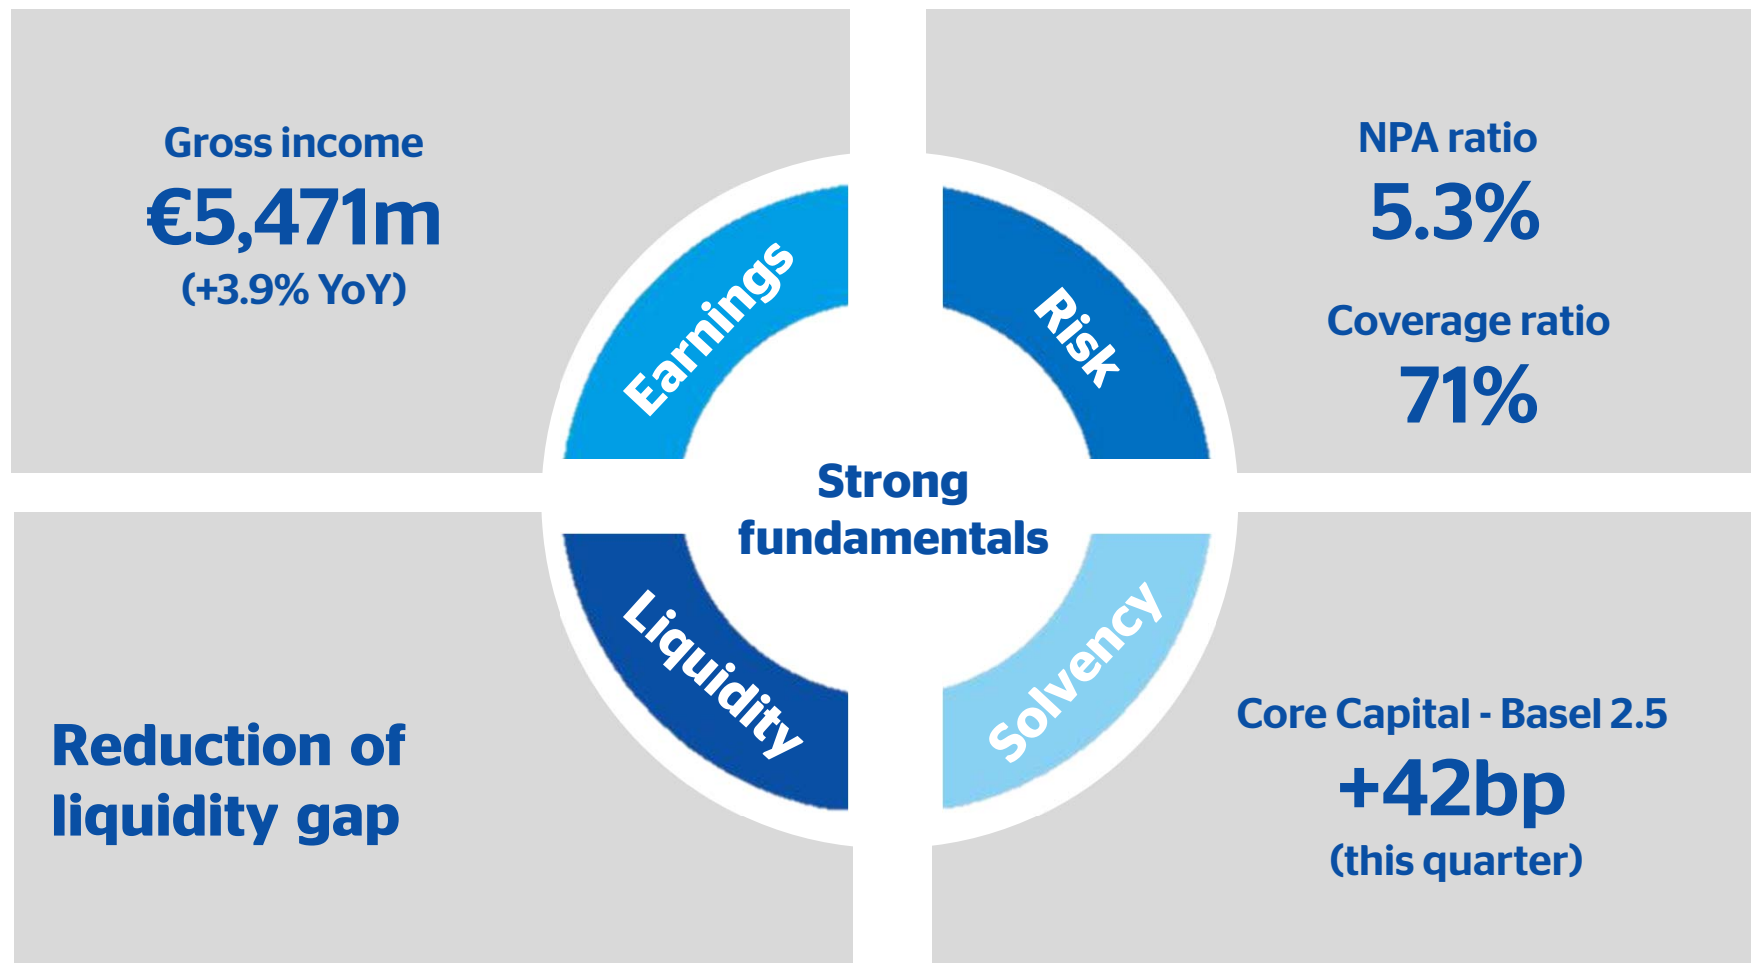 Gross income
€5,471m
(+3.9% YoY)
Earnings
NPA ratio
5.3%
Coverage ratio
71%
Risk
Strong
fundamentals
Reduction of
liquidity gap
Liquidity
Solvency
Core Capital - Basel 2.5
+42bp
(this quarter)